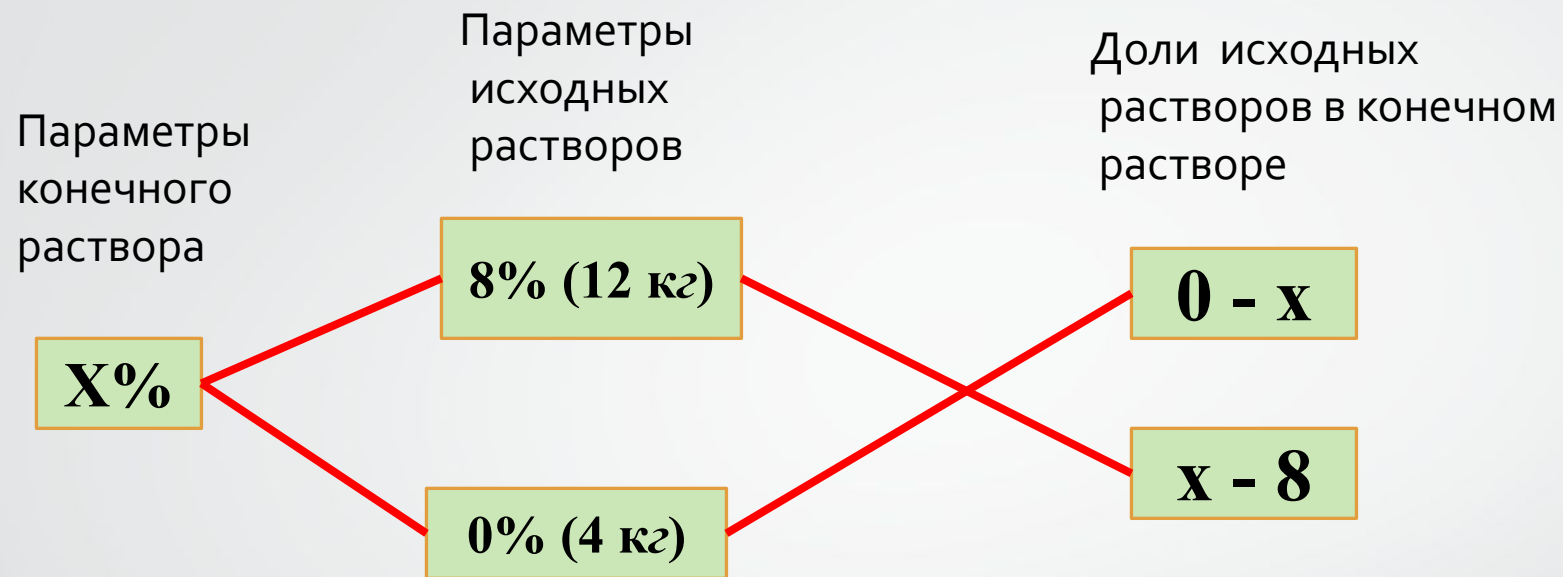 Параметры
конечного
раствора
Параметры
исходных
растворов
Доли исходных
растворов в конечном
растворе
X%
8% (12 кг)
0% (4 кг)
0 - х
х - 8